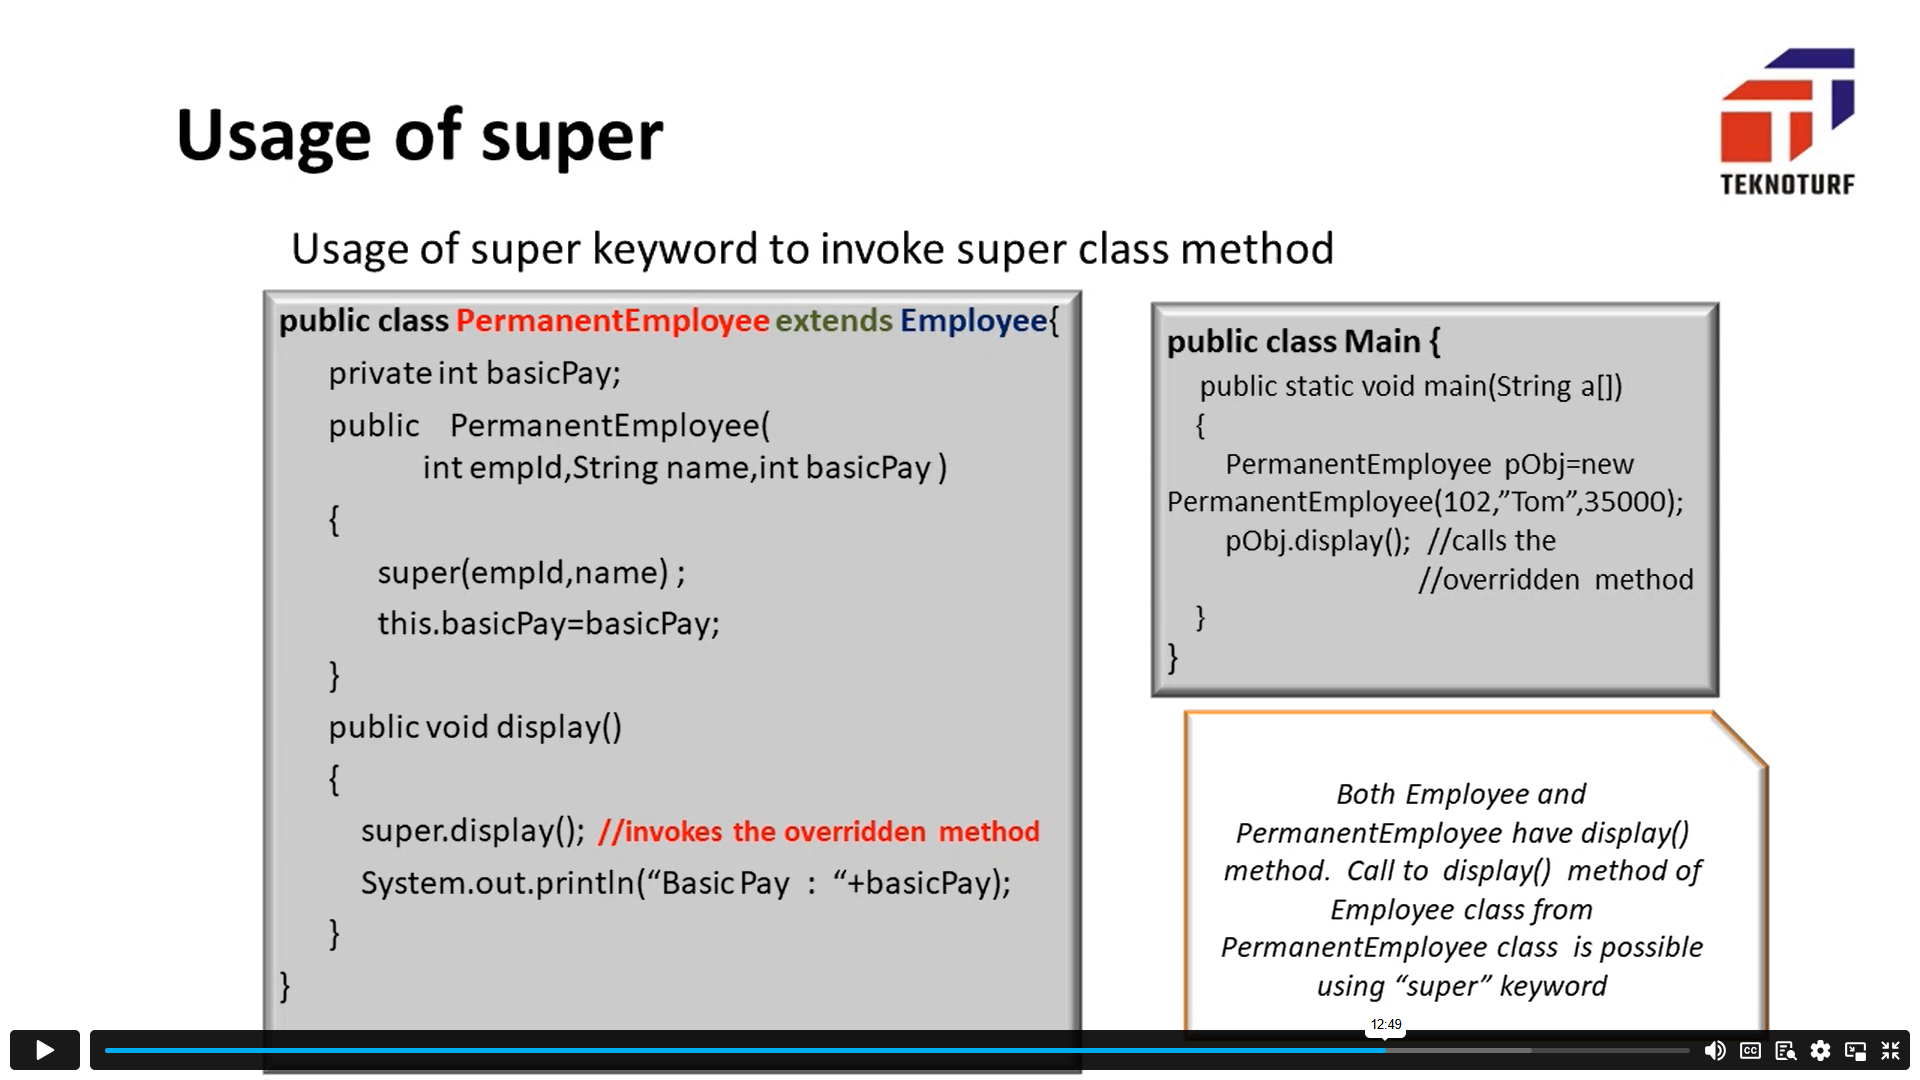 Usage of super
TEKNOTURF
Usage of super keyword to invoke super class method
public class PermanentEmployee extends Employee{
private int basicPay;
public PermanentEmployee(
int empId,String name,int basicPay )
{
super(empId,name) ;
this.basicPay=basicPay;
}
public void display()
{
super.display(); //invokes the overridden method
System.out.println(“Basic Pay : “+basicPay);
}
}
public class Main {
public static void main(String a[])
{
PermanentEmployee pObj=new
PermanentEmployee(102,”Tom”,35000);
pObj.display(); //calls the
//overridden method
}
}
Both Employee and
PermanentEmployee have display()
method. Call to display() method of
Employee class from
PermanentEmployee class is possible
using “super” keyword
12:49
CC